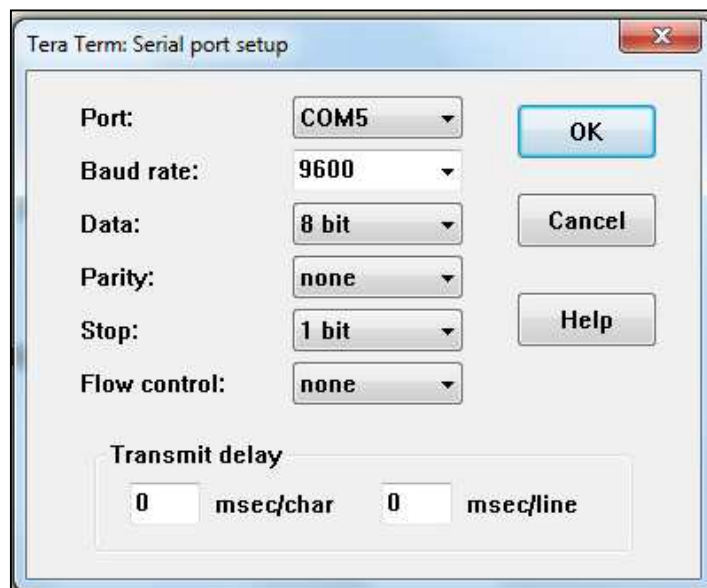 Tera Term: Serial port setup
Port: COM5
OK
Baud rate: 9600
Data: 8 bit
Cancel
Parity: none
Stop: 1 bit
Help
Flow control: none
Transmit delay
0 msec/char 0 msec/line